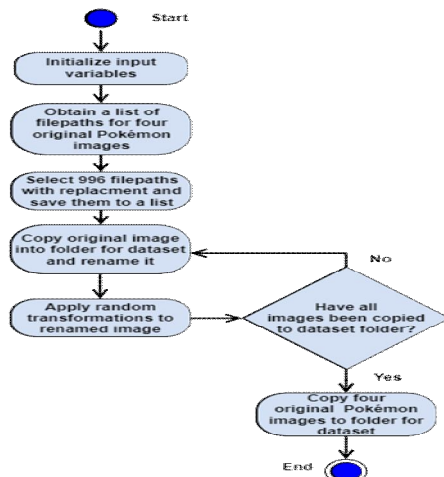 Start
Initialize input
variables
Obtain a list of
filepaths for four
original Pokémon
images
Select 996 filepaths
with replacment and
save them to a list
Copy original image
into folder for dataset
and rename it
No
Apply random
transformations to
renamed image
Have all
images been copied
to dataset folder?
Yes
Copy four
original Pokémon
images to folder for
dataset
End